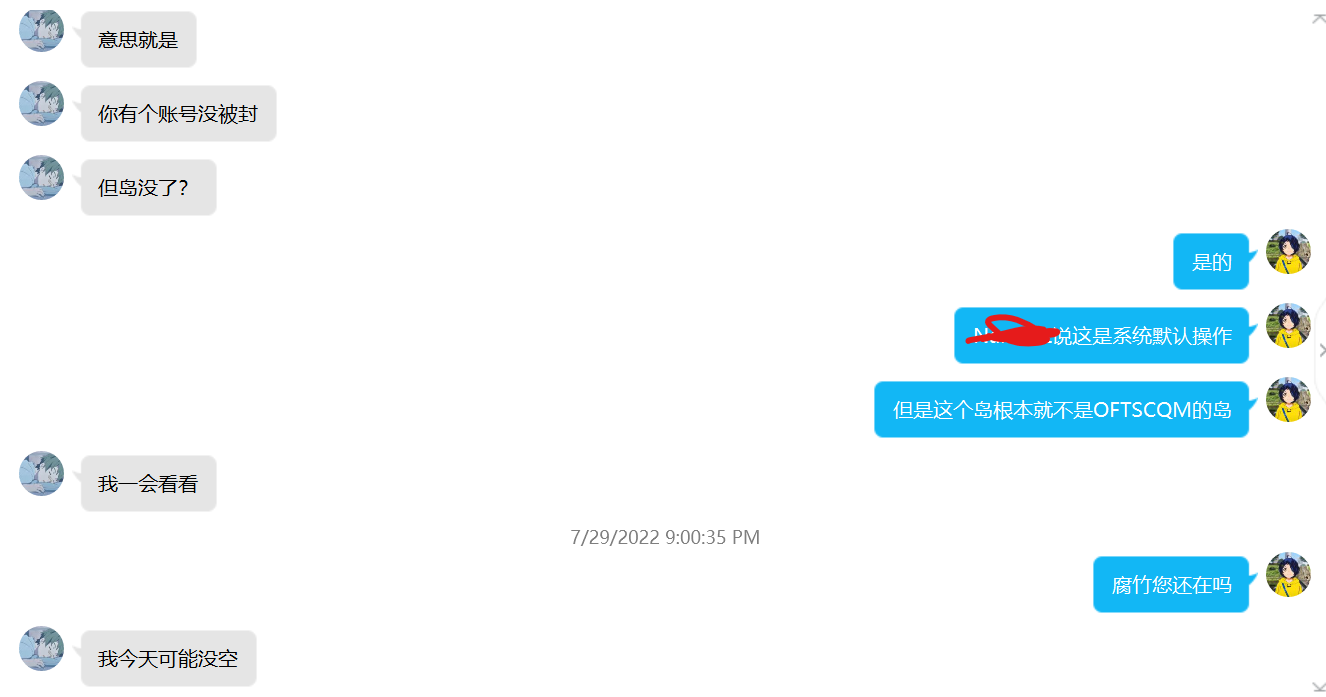 意思就是
你有个账号没被封
但岛没了?
是的
说这是系统默认操作
但是这个岛根本就不是OFTSCQM的岛
我一会看看
7/29/2022 9:00:35 PM
腐竹您还在吗
我今天可能没空